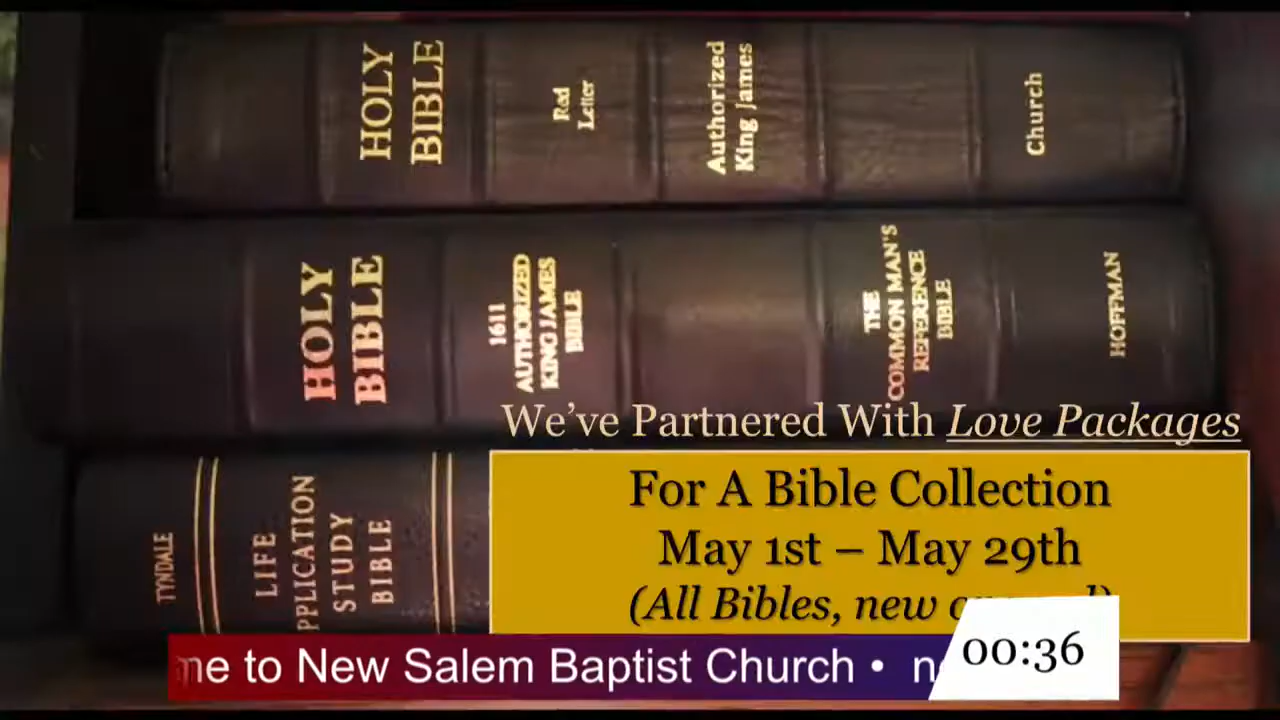 HOLY
BIBLE
Red
Letter
Authorized
King James
Church
HOLY
BIBLE
1611
AUTHORIZED
KING JAMES
BIBLE
THE
COMMON MAN'S
REFERENCE
BIBLE
HOFFMAN
We've Partnered With Love Packages
TYNDALE
LIFE
PPLICATION
STUDY
BIBLE
For A Bible Collection
May 1st – May 29th
(All Bibles, new
me to New Salem Baptist Church •
00:36